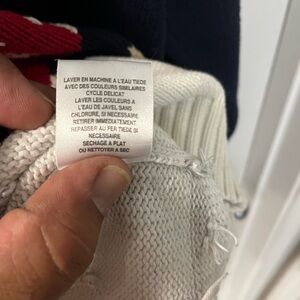 LAVER EN MACHINE A L'EAU TIEDE
AVEC DES COULEURS SIMILAIRES
CYCLE DELICAT
LAVER LES COULEURS A
L'EAU DE JAVEL SANS
CHLORURE, SI NECESSAIRE
RETIRER IMMEDIATEMENT
REPASSER AU FER TIEDE SI
NECESSAIRE
SECHAGE A PLAT
OU NETTOYER A SEC